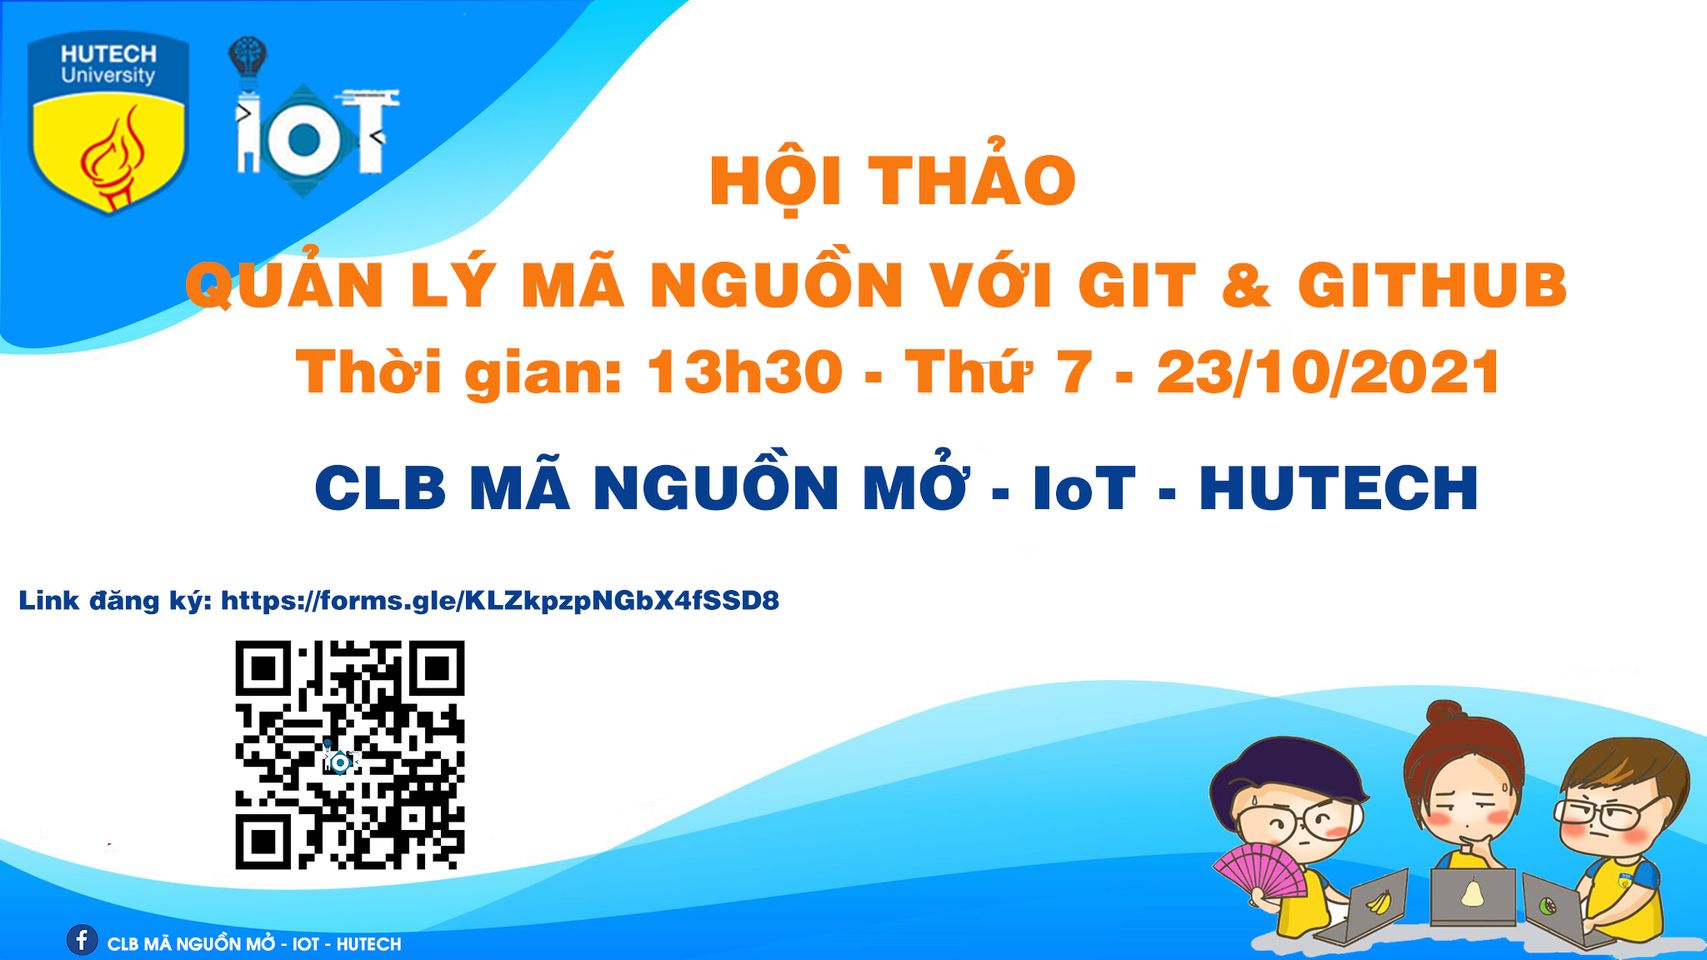 HUTECH
University
IoT
HỘI THẢO
QUẢN LÝ MÃ NGUỒN VỚI GIT & GITHUB
Thời gian: 13h30 - Thứ 7 - 23/10/2021
CLB MÃ NGUỒN MỞ - IoT - HUTECH
Link đăng ký: https://forms.gle/KLZkpzpNGbX4fSSD8
IoT
f CLB MÃ NGUỒN MỞ - IOT - HUTECH